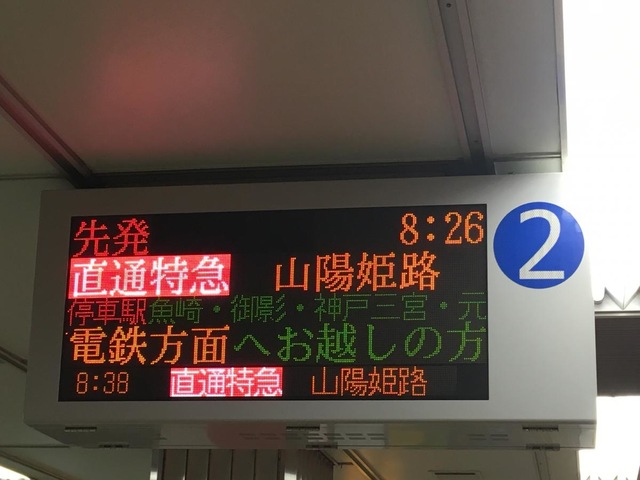 先発 8:26
直通特急 山陽姫路
停車駅 魚崎・御影・神戸三宮・元
電鉄方面へお越しの方
8:38 直通特急 山陽姫路
2